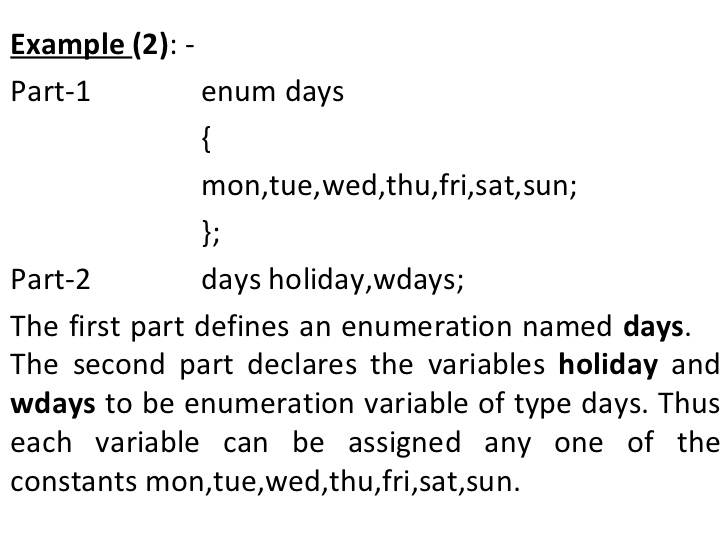 Example (2): -
Part-1 enum days
{
mon,tue,wed,thu,fri,sat,sun;
};
Part-2 days holiday,wdays;
The first part defines an enumeration named days.
The second part declares the variables holiday and
wdays to be enumeration variable of type days. Thus
each variable can be assigned any one of the
constants mon,tue,wed,thu,fri,sat,sun.